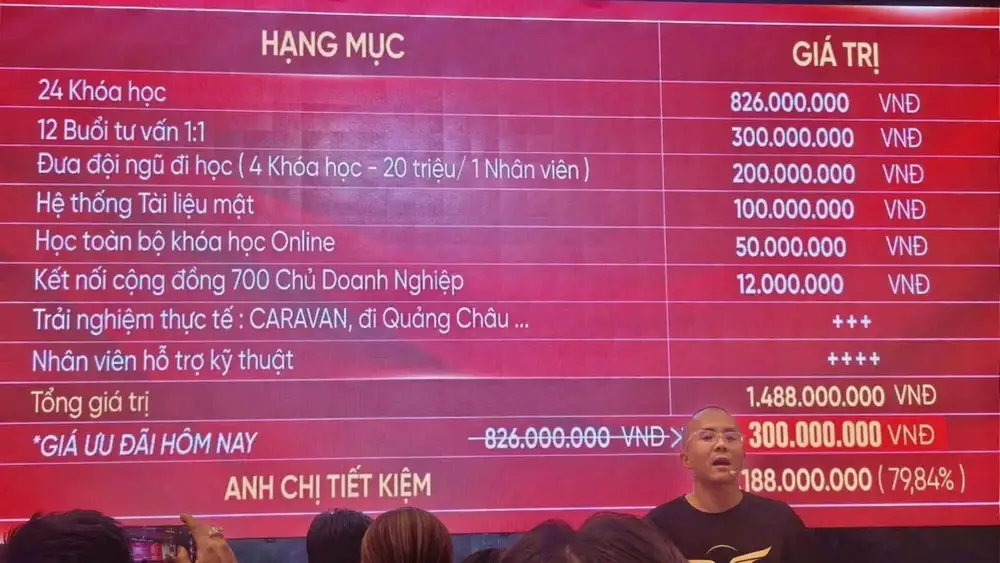 HẠNG MỤC GIÁ TRỊ
24 Khóa học 826.000.000 VNĐ
12 Buổi tư vấn 1:1 300.000.000 VNĐ
Đưa đội ngũ đi học ( 4 Khóa học - 20 triệu/ 1 Nhân viên ) 200.000.000 VNĐ
Hệ thống Tài liệu mật 100.000.000 VNĐ
Học toàn bộ khóa học Online 50.000.000 VNĐ
Kết nối cộng đồng 700 Chủ Doanh Nghiệp 12.000.000 VNĐ
Trải nghiệm thực tế : CARAVAN, đi Quảng Châu ... +++
Nhân viên hỗ trợ kỹ thuật ++++
Tổng giá trị 1.488.000.000 VNĐ
*GIÁ ƯU ĐÃI HÔM NAY 826.000.000 VNĐ 300.000.000 VNĐ
ANH CHỊ TIẾT KIỆM 188.000.000 ( 79,84% )